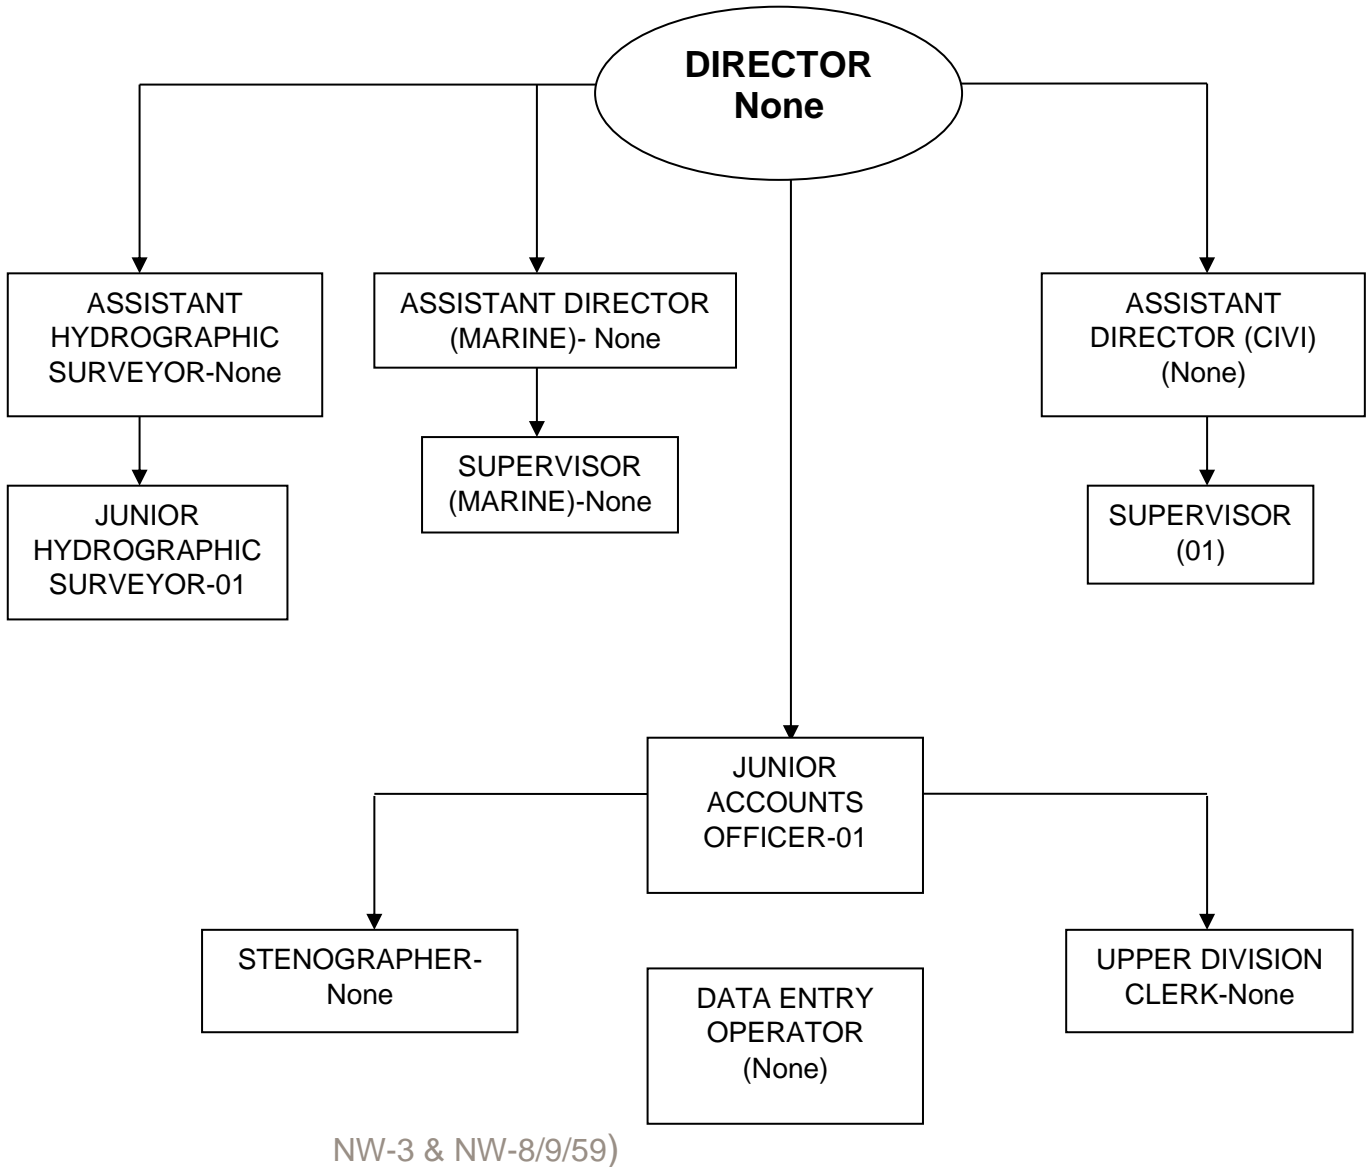 DIRECTOR
None
ASSISTANT
HYDROGRAPHIC
SURVEYOR-None
ASSISTANT DIRECTOR
(MARINE)- None
ASSISTANT
DIRECTOR (CIVI)
(None)
SUPERVISOR
(MARINE)-None
JUNIOR
HYDROGRAPHIC
SURVEYOR-01
SUPERVISOR
(01)
JUNIOR
ACCOUNTS
OFFICER-01
STENOGRAPHER-
None
DATA ENTRY
OPERATOR
(None)
UPPER DIVISION
CLERK-None
NW-3 & NW-8/9/59)